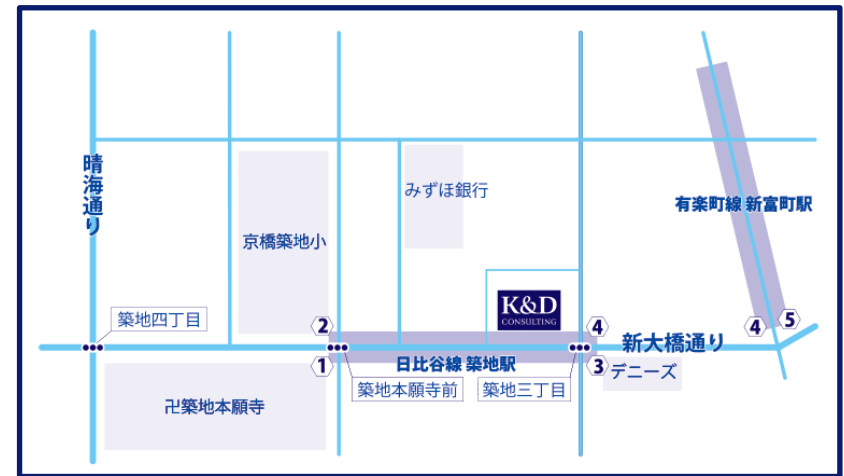 晴海通り
みずほ銀行
有楽町線 新富町駅
京橋築地小
K&D
CONSULTING
築地四丁目
2
4
4
5
新大橋通り
1
日比谷線 築地駅
3
デニーズ
築地本願寺前
築地三丁目
卍築地本願寺